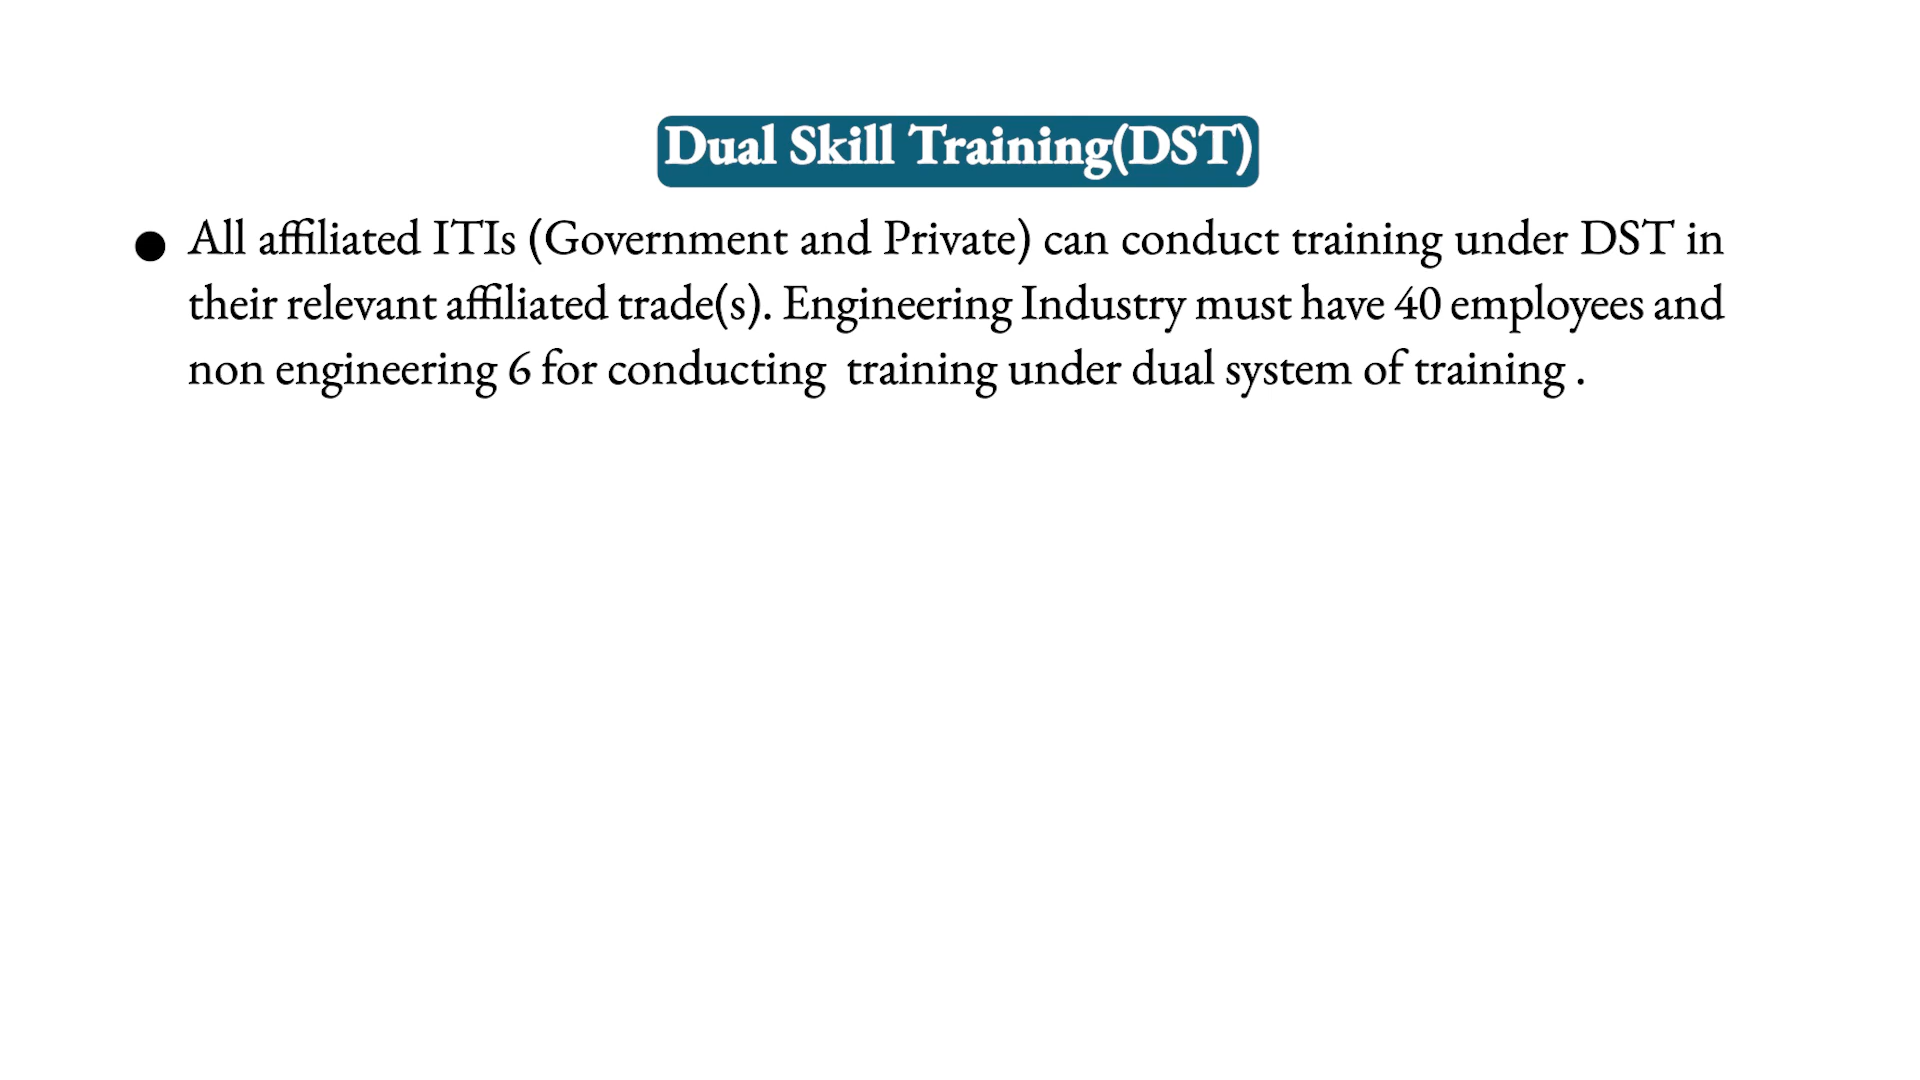 Dual Skill Training(DST)
● All affiliated ITIs (Government and Private) can conduct training under DST in
their relevant affiliated trade(s). Engineering Industry must have 40 employees and
non engineering 6 for conducting  training under dual system of training .